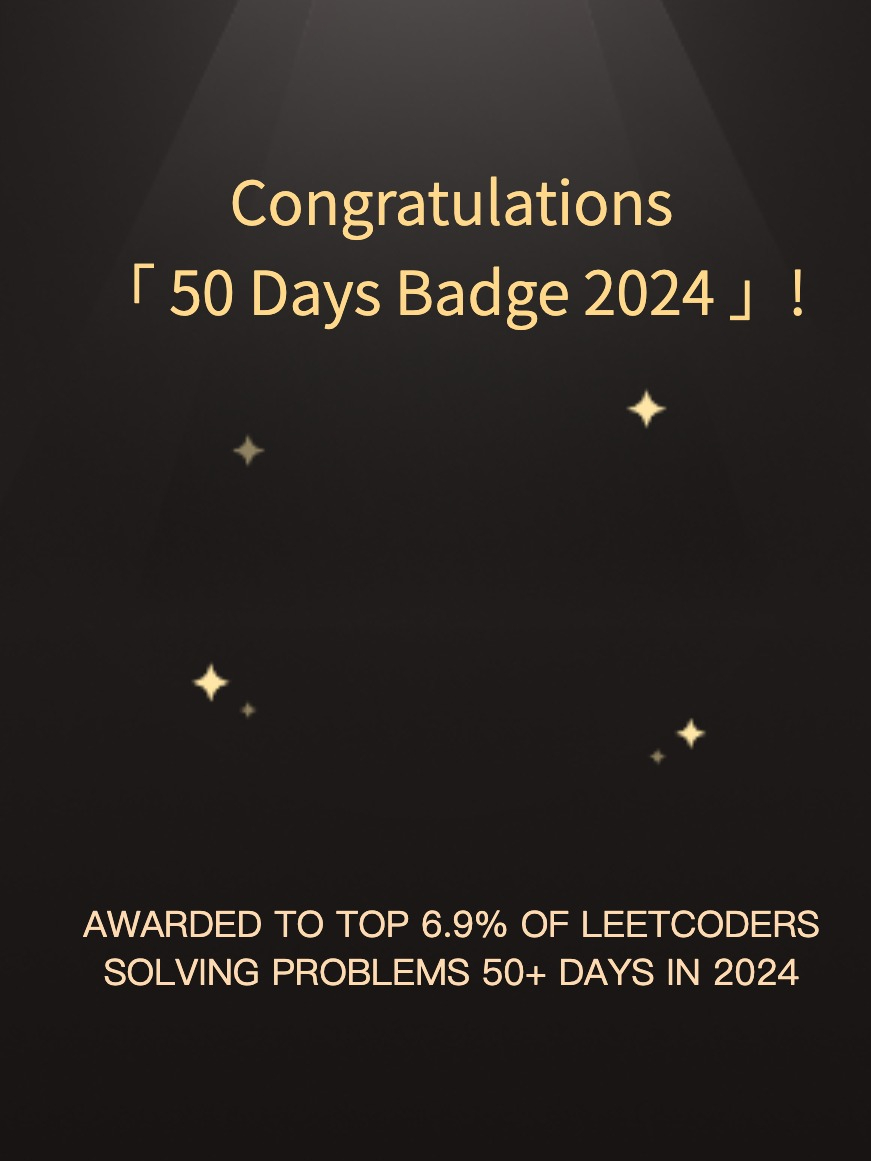 Congratulations
「 50 Days Badge 2024 」 !
AWARDED TO TOP 6.9% OF LEETCODERS
SOLVING PROBLEMS 50+ DAYS IN 2024